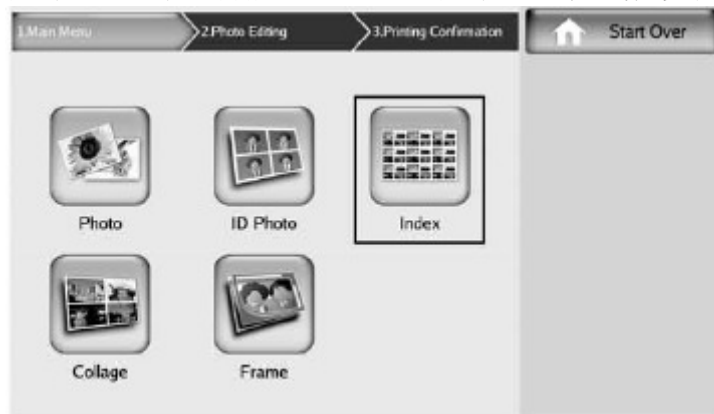 1.Main Menu
2.Photo Editing
3.Printing Confirmation
Start Over
Photo
ID Photo
Index
Collage
Frame